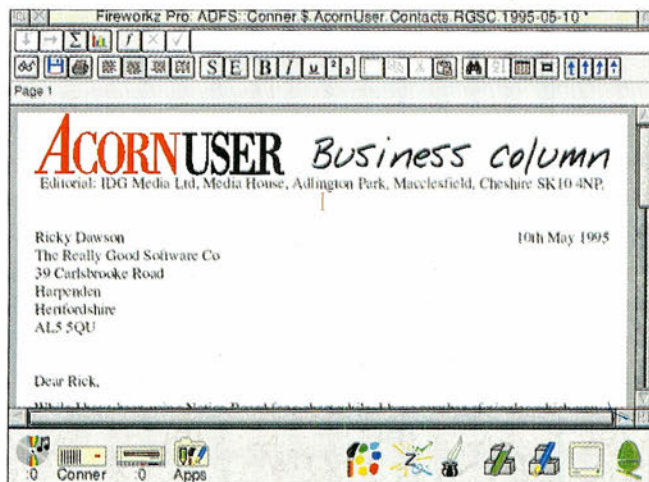 Fireworkz Pro: ADFS::Conner.$.AcornUser.Contacts.RGSC.1995-05-10 *
S E B I U
Page 1
ACORNUSER Business column
Editorial: IDG Media Ltd, Media House, Adlington Park, Macclesfield, Cheshire SK10 4NP.
Ricky Dawson 10th May 1995
The Really Good Software Co
39 Carlsbrooke Road
Harpenden
Hertfordshire
AL5 5QU
Dear Rick,
:0 Conner :0 Apps